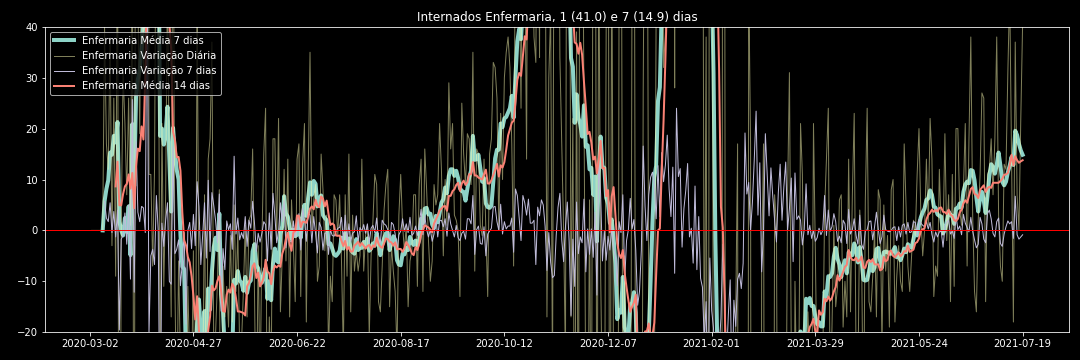 Internados Enfermaria, 1 (41.0) e 7 (14.9) dias
Enfermaria Média 7 dias
Enfermaria Variação Diária
Enfermaria Variação 7 dias
Enfermaria Média 14 dias
40
30
20
10
0
−10
−20
2020-03-02 2020-04-27 2020-06-22 2020-08-17 2020-10-12 2020-12-07 2021-02-01 2021-03-29 2021-05-24 2021-07-19